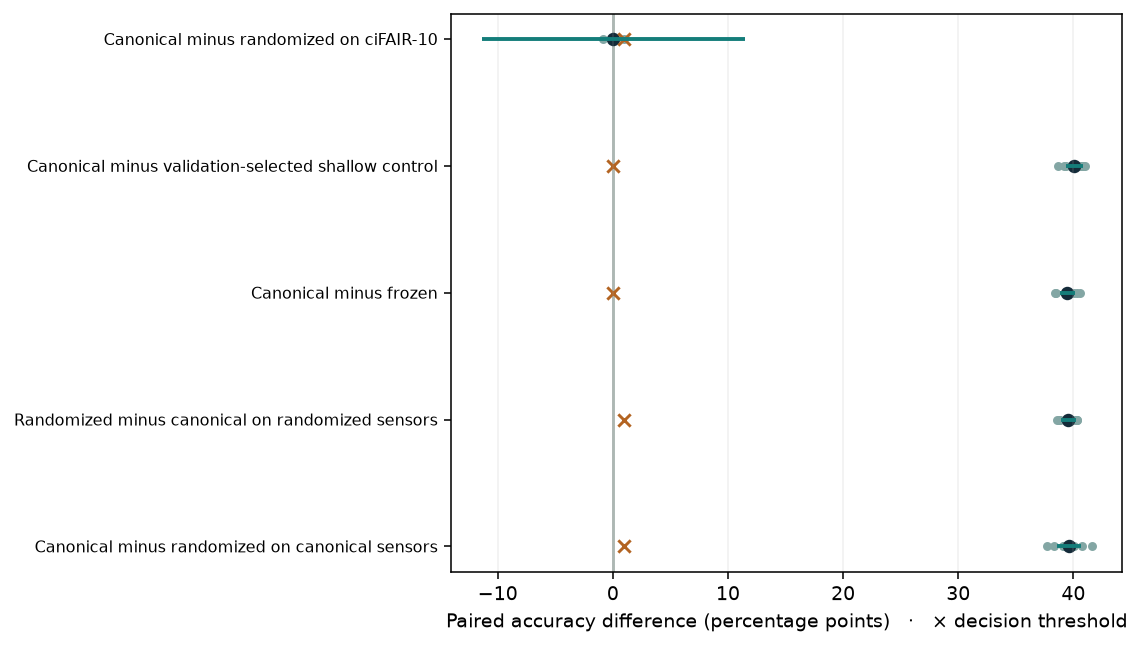 Canonical minus randomized on ciFAIR-10
Canonical minus validation-selected shallow control
Canonical minus frozen
Randomized minus canonical on randomized sensors
Canonical minus randomized on canonical sensors
−10 0 10 20 30 40
Paired accuracy difference (percentage points) · × decision threshold